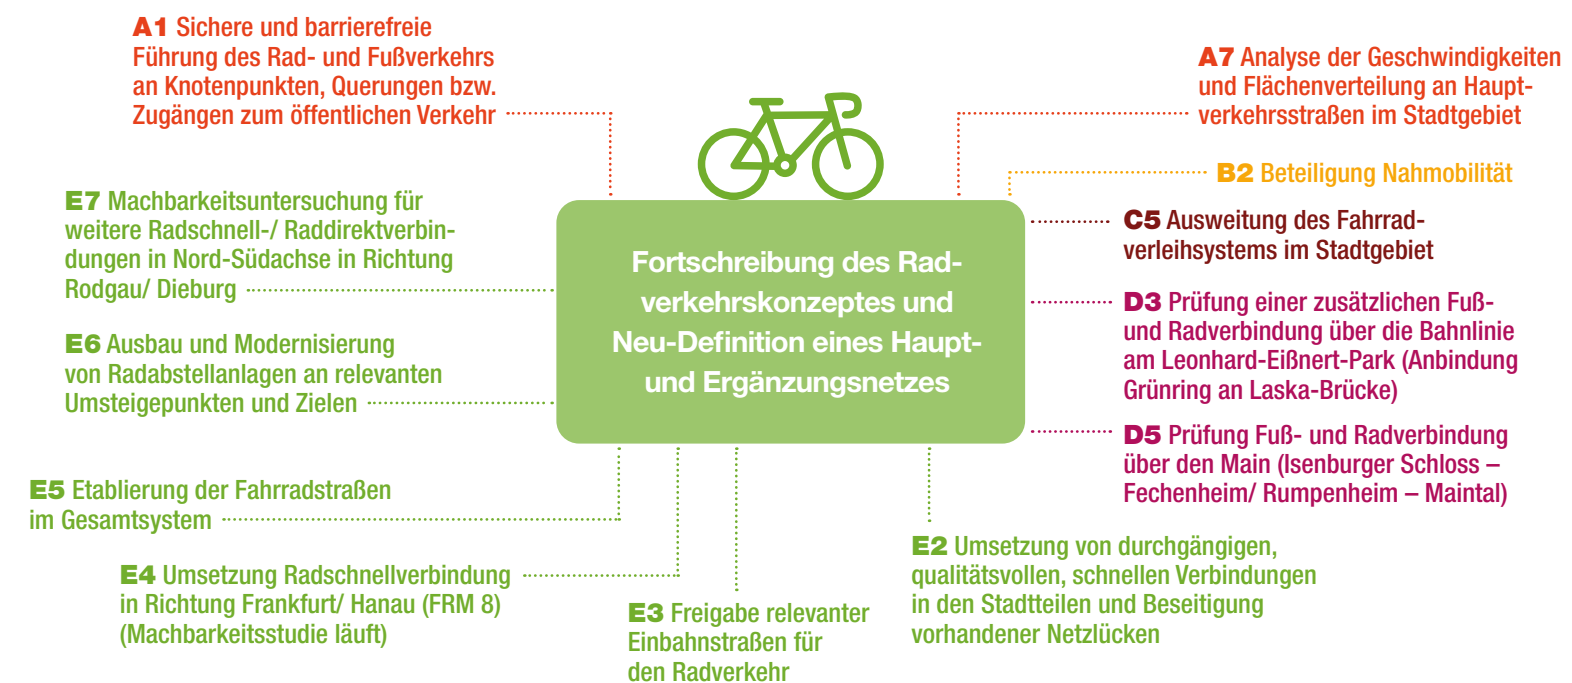 A1 Sichere und barrierefreie
Führung des Rad- und Fußverkehrs
an Knotenpunkten, Querungen bzw.
Zugängen zum öffentlichen Verkehr
A7 Analyse der Geschwindigkeiten
und Flächenverteilung an Haupt-
verkehrsstraßen im Stadtgebiet
B2 Beteiligung Nahmobilität
E7 Machbarkeitsuntersuchung für
weitere Radschnell-/ Raddirektverbin-
dungen in Nord-Südachse in Richtung
Rodgau/ Dieburg
C5 Ausweitung des Fahrrad-
verleihsystems im Stadtgebiet
Fortschreibung des Rad-
verkehrskonzeptes und
Neu-Definition eines Haupt-
und Ergänzungsnetzes
D3 Prüfung einer zusätzlichen Fuß-
und Radverbindung über die Bahnlinie
am Leonhard-Eißnert-Park (Anbindung
Grünring an Laska-Brücke)
E6 Ausbau und Modernisierung
von Radabstellanlagen an relevanten
Umsteigepunkten und Zielen
D5 Prüfung Fuß- und Radverbindung
über den Main (Isenburger Schloss –
Fechenheim/ Rumpenheim – Maintal)
E5 Etablierung der Fahrradstraßen
im Gesamtsystem
E4 Umsetzung Radschnellverbindung
in Richtung Frankfurt/ Hanau (FRM 8)
(Machbarkeitsstudie läuft)
E3 Freigabe relevanter
Einbahnstraßen für
den Radverkehr
E2 Umsetzung von durchgängigen,
qualitätsvollen, schnellen Verbindungen
in den Stadtteilen und Beseitigung
vorhandener Netzlücken